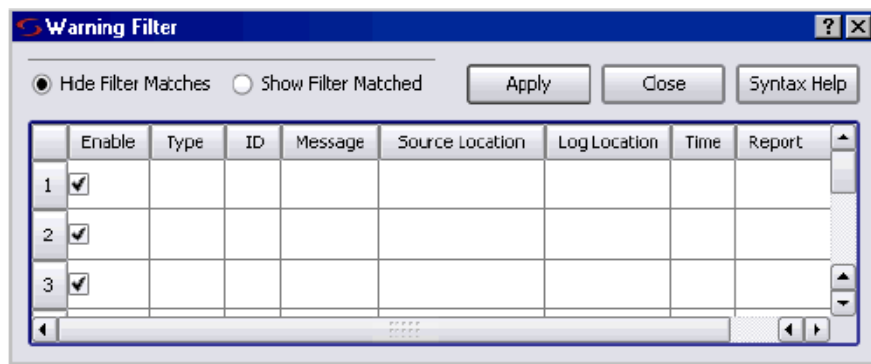 Warning Filter
Hide Filter Matches Show Filter Matched Apply Close Syntax Help
Enable Type ID Message Source Location Log Location Time Report
1
2
3